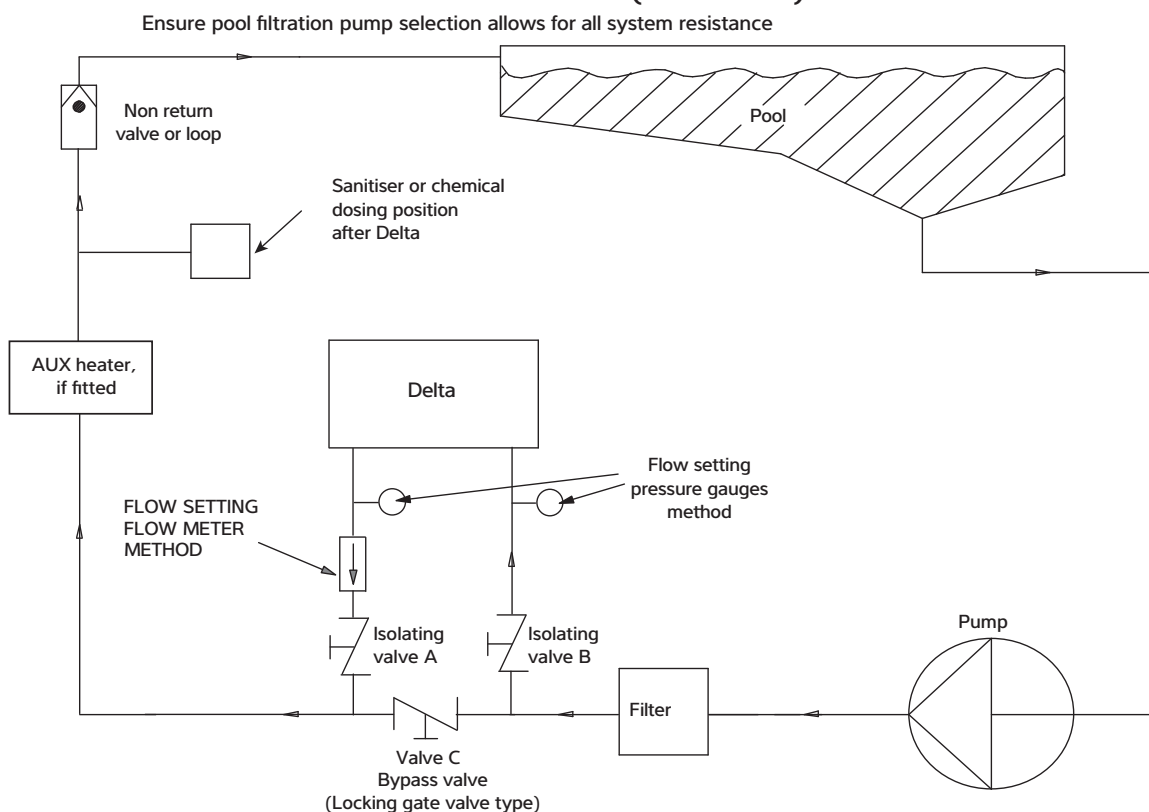 Ensure pool filtration pump selection allows for all system resistance
Non return
valve or loop
Pool
Sanitiser or chemical
dosing position
after Delta
AUX heater,
if fitted
Delta
Flow setting
pressure gauges
method
FLOW SETTING
FLOW METER
METHOD
Isolating
valve A
Isolating
valve B
Pump
Filter
Valve C
Bypass valve
(Locking gate valve type)